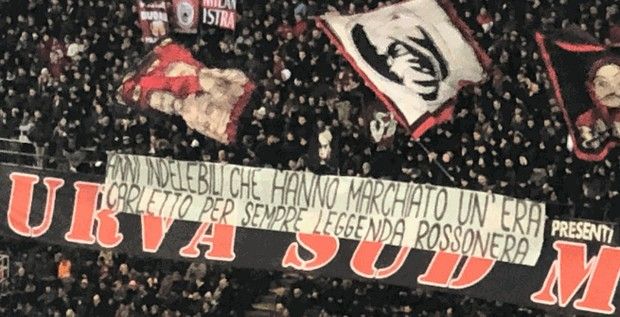 MILAN
ISTRA
ANNI INDELEBILI CHE HANNO MARCHIATO UN'ERA
CARLETTO PER SEMPRE LEGGENDA ROSSONERA
PRESENTI
URVA SUD M